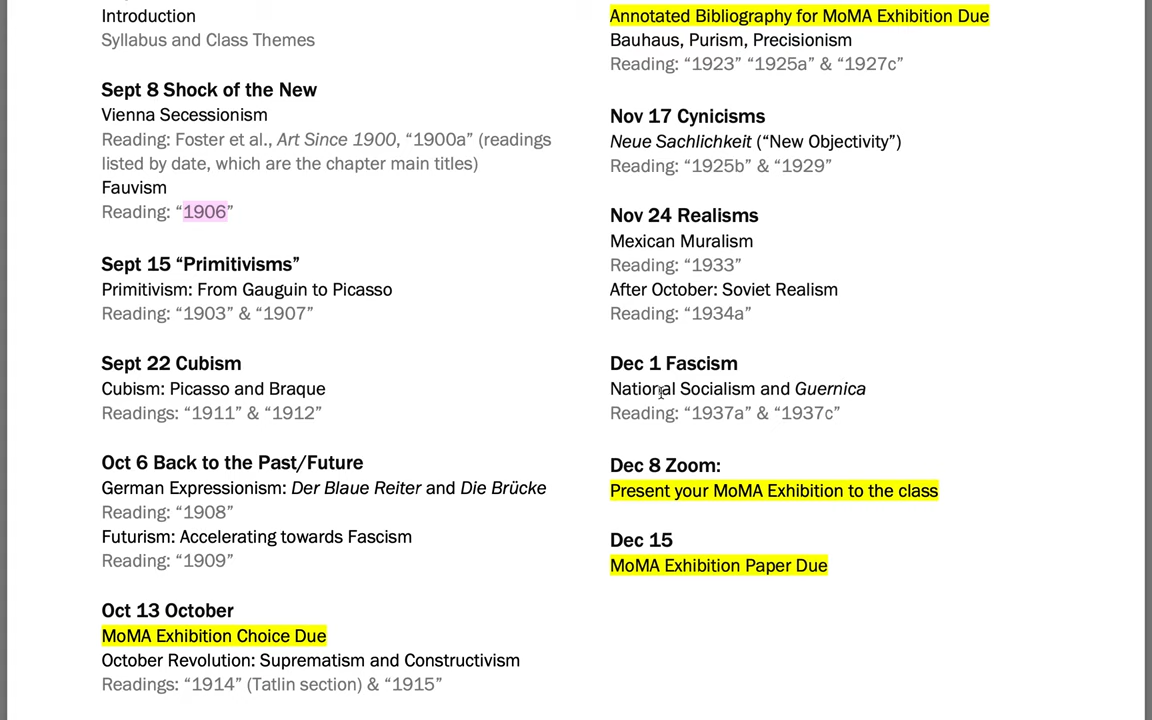 Introduction
Syllabus and Class Themes
Sept 8 Shock of the New
Vienna Secessionism
Reading: Foster et al., Art Since 1900, “1900a” (readings
listed by date, which are the chapter main titles)
Fauvism
Reading: “1906”
Sept 15 “Primitivisms”
Primitivism: From Gauguin to Picasso
Reading: “1903” & “1907”
Sept 22 Cubism
Cubism: Picasso and Braque
Readings: “1911” & “1912”
Oct 6 Back to the Past/Future
German Expressionism: Der Blaue Reiter and Die Brücke
Reading: “1908”
Futurism: Accelerating towards Fascism
Reading: “1909”
Oct 13 October
MoMA Exhibition Choice Due
October Revolution: Suprematism and Constructivism
Readings: “1914” (Tatlin section) & “1915”
Annotated Bibliography for MoMA Exhibition Due
Bauhaus, Purism, Precisionism
Reading: “1923” “1925a” & “1927c”
Nov 17 Cynicisms
Neue Sachlichkeit (“New Objectivity”)
Reading: “1925b” & “1929”
Nov 24 Realisms
Mexican Muralism
Reading: “1933”
After October: Soviet Realism
Reading: “1934a”
Dec 1 Fascism
National Socialism and Guernica
Reading: “1937a” & “1937c”
Dec 8 Zoom:
Present your MoMA Exhibition to the class
Dec 15
MoMA Exhibition Paper Due